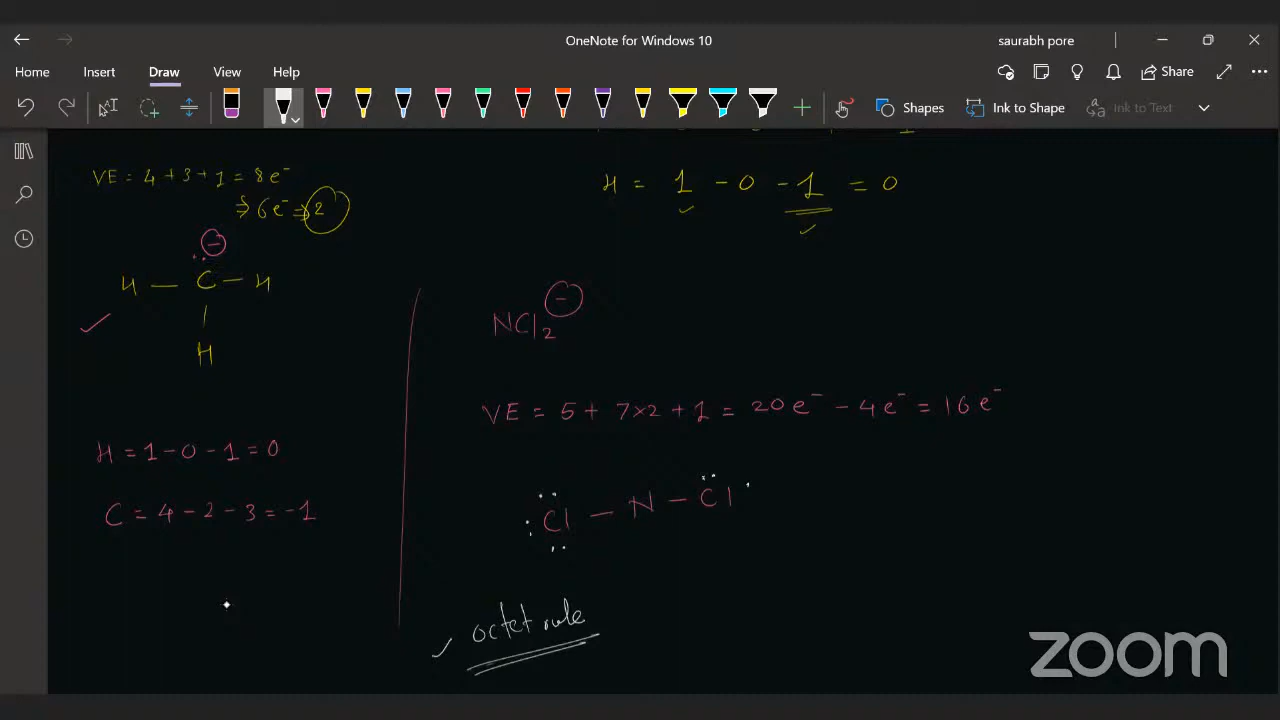 OneNote for Windows 10
saurabh pore
Home Insert Draw View Help
Share
Shapes Ink to Shape Ink to Text
VE = 4 + 3 + 1 = 8e⁻
⇒ 6e⁻ ⇒ 2
H = 1 - 0 - 1 = 0
H — C — H
H
NCl₂⁻
VE = 5 + 7×2 + 1 = 20e⁻ - 4e⁻ = 16e⁻
H = 1 - 0 - 1 = 0
C = 4 - 2 - 3 = -1
Cl — N — Cl
octet rule
zoom